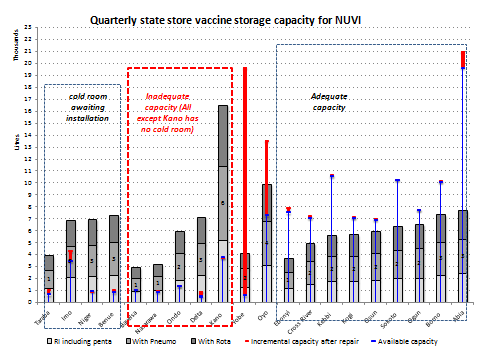 Quarterly state store vaccine storage capacity for NUVI
Thousands
Litres
23
22
21
20
19
18
17
16
15
14
13
12
11
10
9
8
7
6
5
4
3
2
1
0
cold room
awaiting
installation
Inadequate
capacity (All
except Kano has
no cold room)
Adequate
capacity
Taraba
Imo
Niger
Benue
Bayelsa
Nasarawa
Ondo
Delta
Kano
Yobe
Oyo
Ebonyi
Cross River
Kebbi
Kogi
Osun
Sokoto
Ogun
Borno
Abia
RI including penta
With Pneumo
With Rota
Incremental capacity after repair
Available capacity